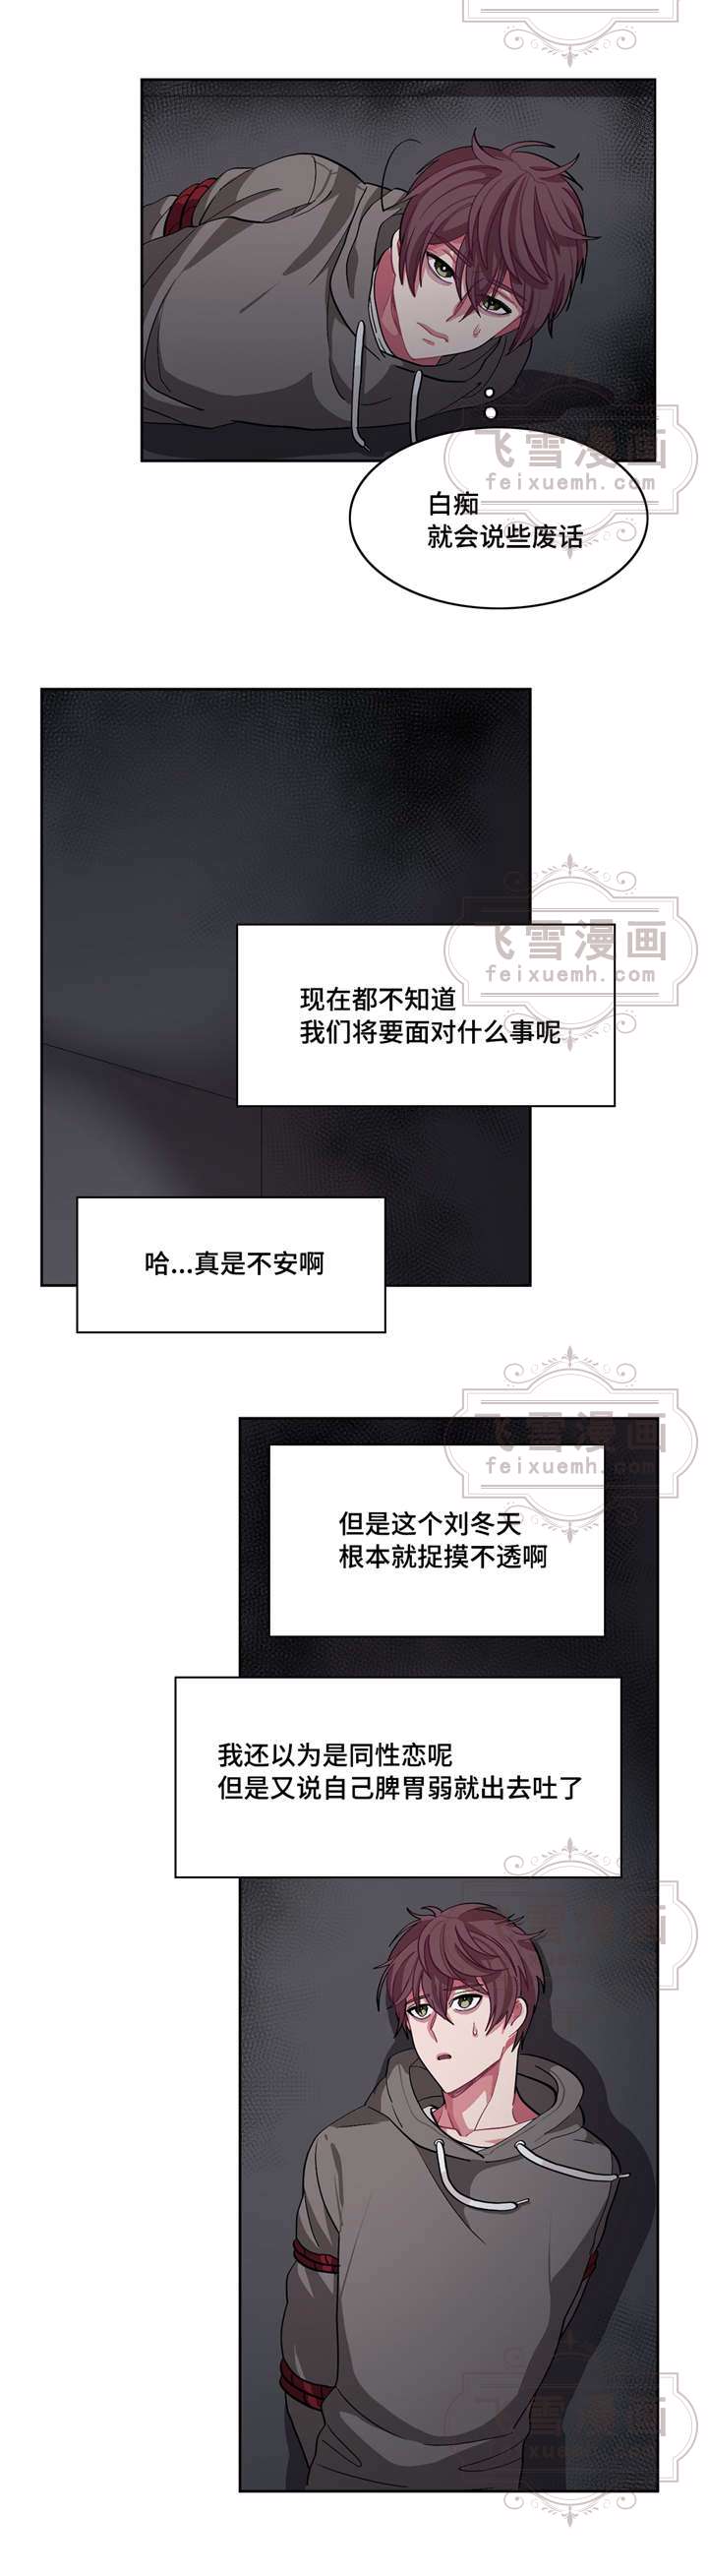 飞雪漫画
feixuemh.com
白痴
就会说些废话
飞雪漫画
feixuemh.com
现在都不知道
我们将要面对什么事呢
哈...真是不安啊
飞雪漫画
feixuemh.com
但是这个刘冬天
根本就捉摸不透啊
我还以为是同性恋呢
但是又说自己脾胃弱就出去吐了
雪漫画
飞雪漫画
xuemh.com